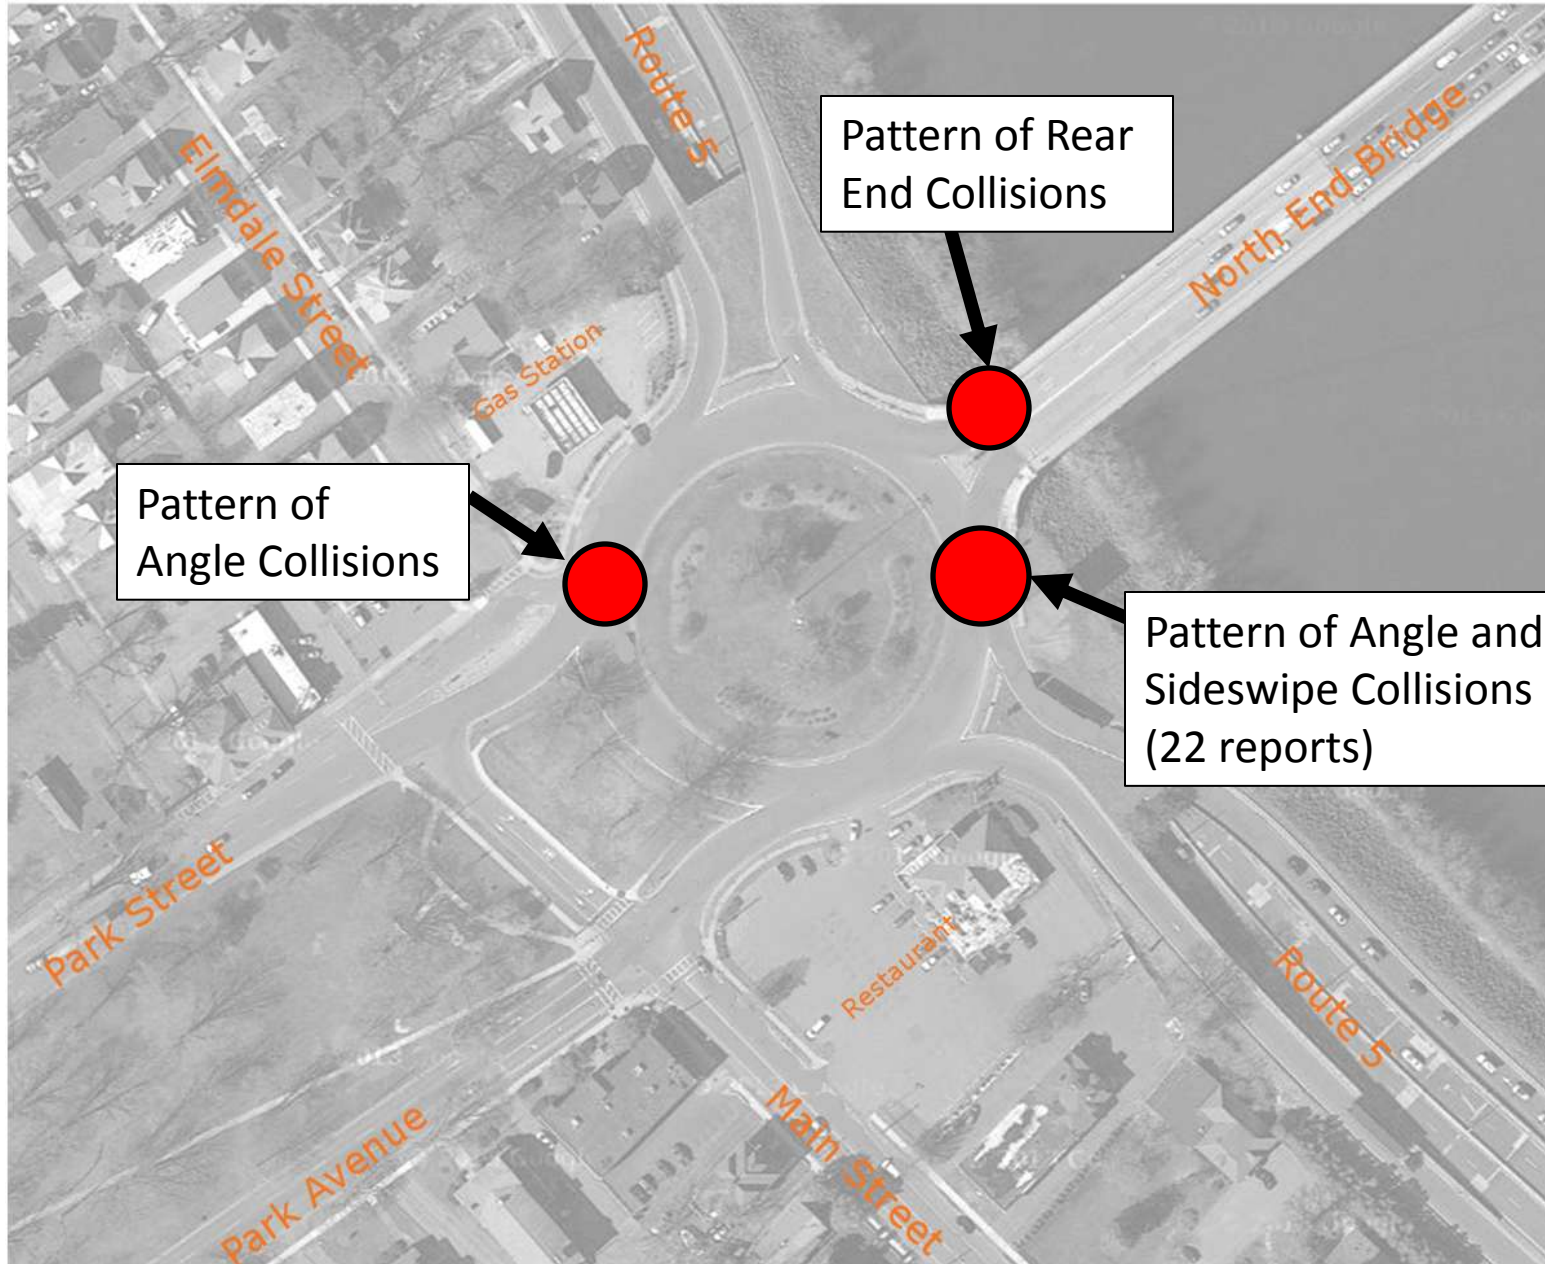 Route 5
Pattern of Rear
End Collisions
North End Bridge
Elmdale Street
Gas Station
Pattern of
Angle Collisions
Pattern of Angle and
Sideswipe Collisions
(22 reports)
Park Street
Restaurant
Route 5
Main Street
Park Avenue